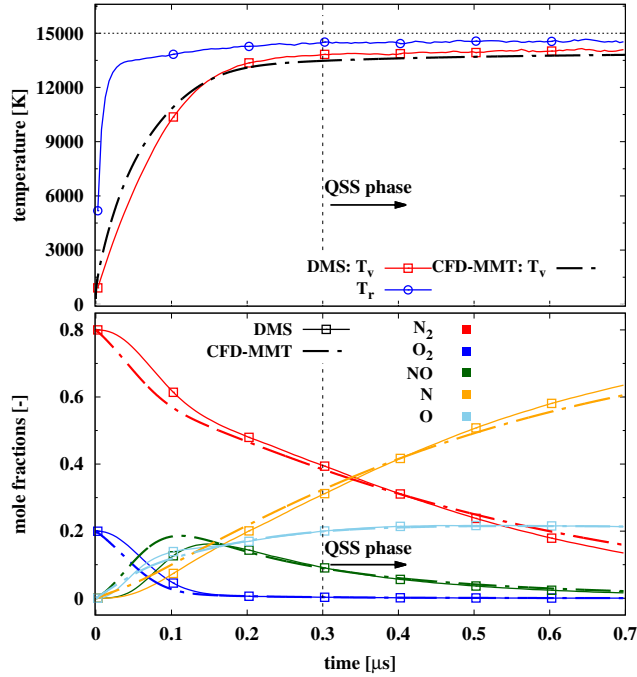 15000
12000
9000
6000
3000
0
temperature [K]
QSS phase
DMS: Tv
CFD-MMT: Tv
Tr
0.8
0.6
0.4
0.2
0
mole fractions [-]
DMS
CFD-MMT
N2
O2
NO
N
O
QSS phase
0 0.1 0.2 0.3 0.4 0.5 0.6 0.7
time [μs]